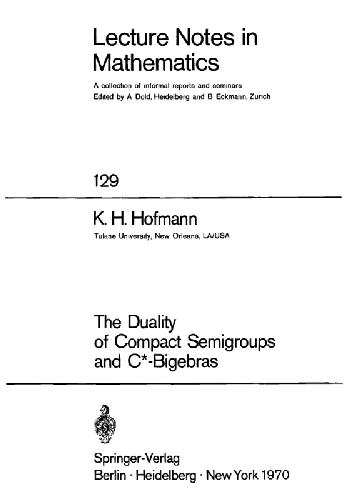 Lecture Notes in
Mathematics
A collection of informal reports and seminars
Edited by A. Dold, Heidelberg and B. Eckmann, Zürich
129
K. H. Hofmann
Tulane University, New Orleans, LA/USA
The Duality
of Compact Semigroups
and C*-Bigebras
Springer-Verlag
Berlin · Heidelberg · New York 1970